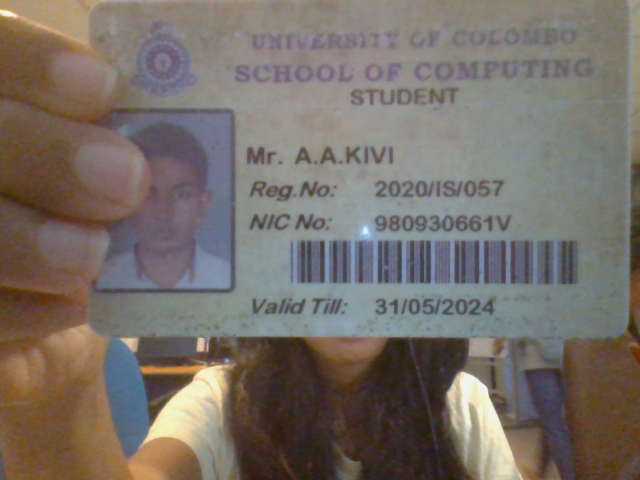 UNIVERSITY OF COLOMBO
SCHOOL OF COMPUTING
STUDENT
Mr. A.A.KIVI
Reg.No: 2020/IS/057
NIC No: 980930661V
Valid Till: 31/05/2024